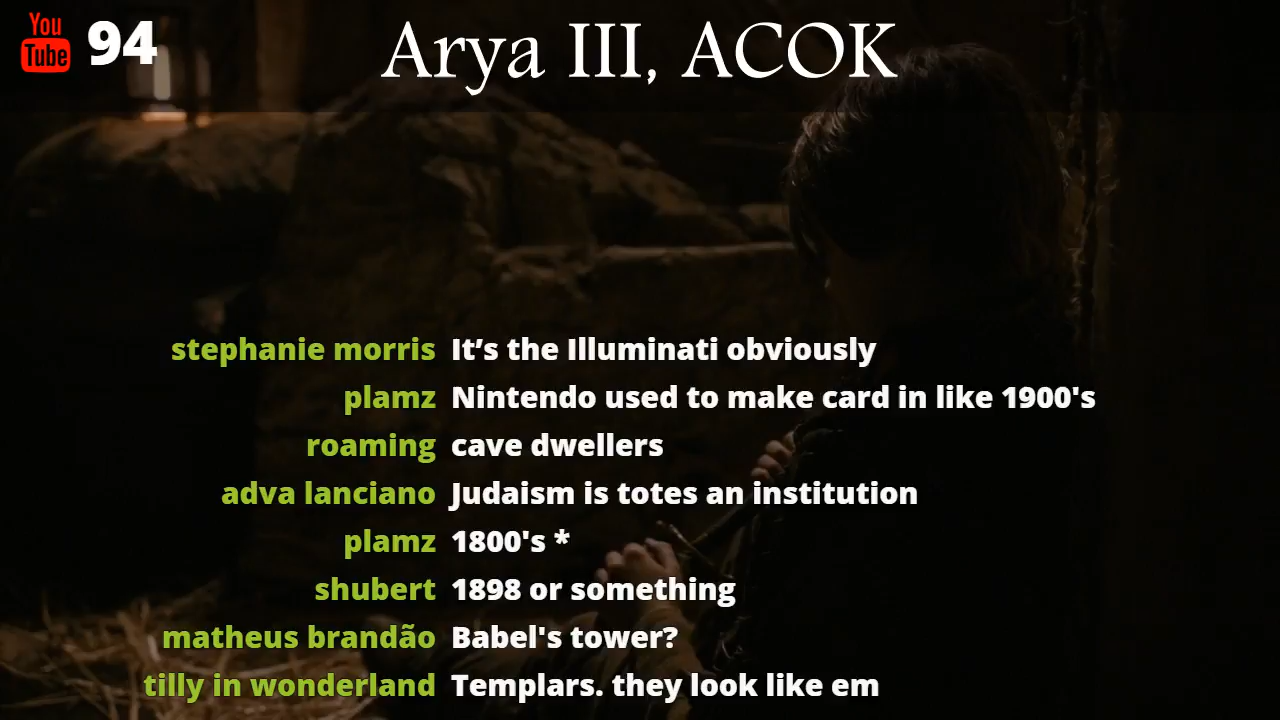 You Tube 94
Arya III, ACOK
stephanie morris It’s the Illuminati obviously
plamz Nintendo used to make card in like 1900's
roaming cave dwellers
adva lanciano Judaism is totes an institution
plamz 1800's *
shubert 1898 or something
matheus brandão Babel's tower?
tilly in wonderland Templars. they look like em